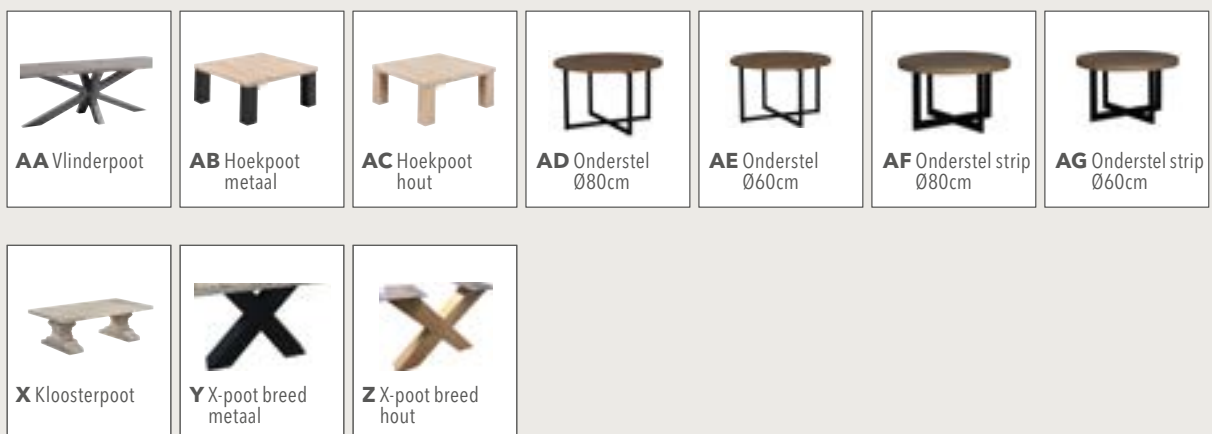 AA Vlinderpoot
AB Hoekpoot
metaal
AC Hoekpoot
hout
AD Onderstel
Ø80cm
AE Onderstel
Ø60cm
AF Onderstel strip
Ø80cm
AG Onderstel strip
Ø60cm
X Kloosterpoot
Y X-poot breed
metaal
Z X-poot breed
hout